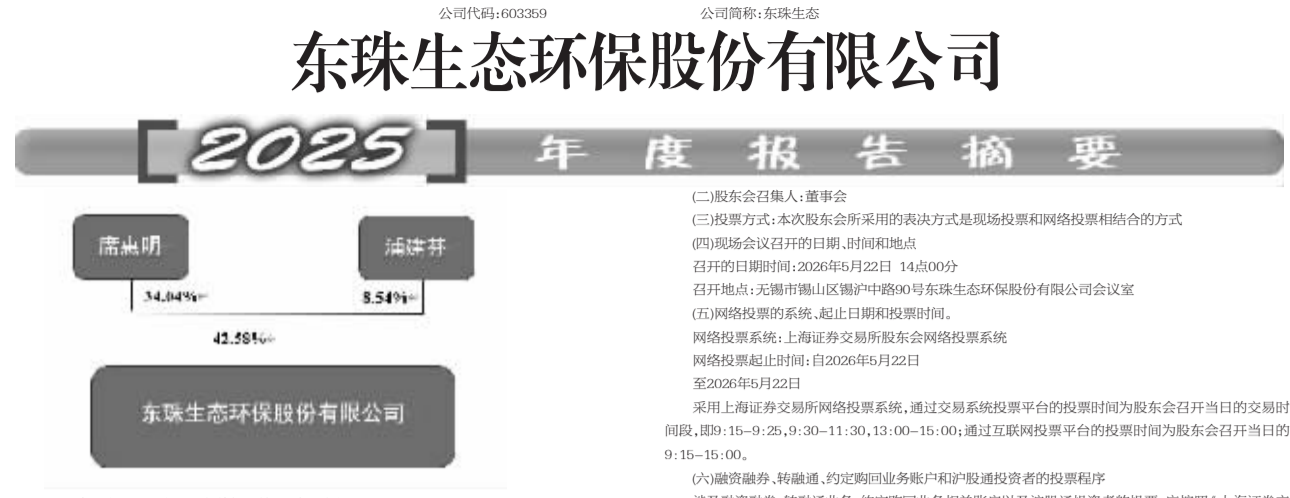 公司代码:603359
公司简称:东珠生态
东珠生态环保股份有限公司
2025 年度报告摘要
席惠明
浦建芬
34.04%
8.54%
42.58%
东珠生态环保股份有限公司
(二)股东会召集人:董事会
(三)投票方式:本次股东会所采用的表决方式是现场投票和网络投票相结合的方式
(四)现场会议召开的日期、时间和地点
召开的日期时间:2026年5月22日 14点00分
召开地点:无锡市锡山区锡沪中路90号东珠生态环保股份有限公司会议室
(五)网络投票的系统、起止日期和投票时间。
网络投票系统:上海证券交易所股东会网络投票系统
网络投票起止时间:自2026年5月22日
至2026年5月22日
采用上海证券交易所网络投票系统,通过交易系统投票平台的投票时间为股东会召开当日的交易时
间段,即9:15-9:25,9:30-11:30,13:00-15:00;通过互联网投票平台的投票时间为股东会召开当日的
9:15-15:00。
(六)融资融券、转融通、约定购回业务账户和沪股通投资者的投票程序